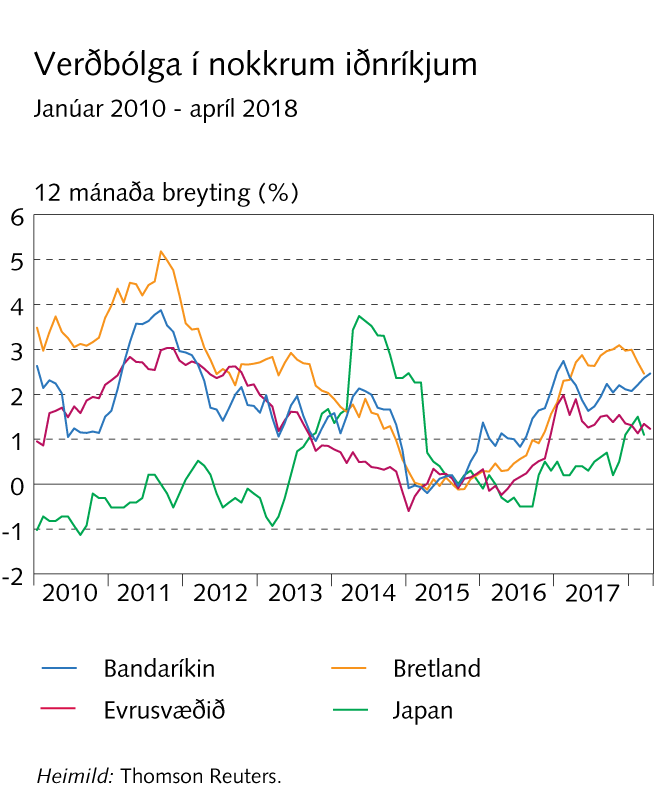 Verðbólga í nokkrum iðnríkjum
Janúar 2010 - apríl 2018
12 mánaða breyting (%)
6
5
4
3
2
1
0
-1
-2
2010 2011 2012 2013 2014 2015 2016 2017
Bandaríkin Bretland
Evrusvæðið Japan
Heimild: Thomson Reuters.